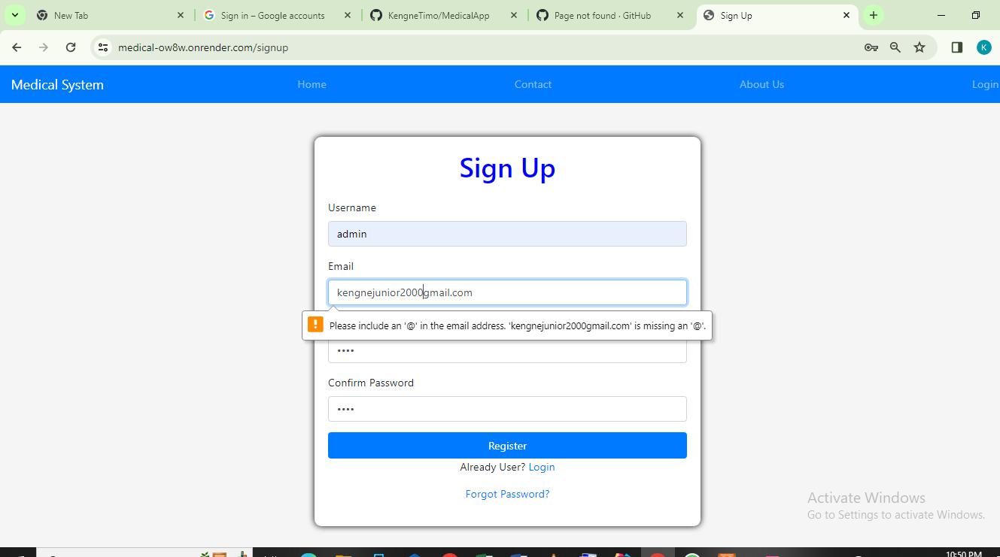 New Tab
Sign in – Google accounts
KengneTimo/MedicalApp
Page not found · GitHub
Sign Up
medical-ow8w.onrender.com/signup
K
Medical System
Home
Contact
About Us
Login
Sign Up
Username
admin
Email
kengnejunior2000gmail.com
Please include an '@' in the email address. 'kengnejunior2000gmail.com' is missing an '@'.
••••
Confirm Password
••••
Register
Already User? Login
Forgot Password?
Activate Windows
Go to Settings to activate Windows.
10:50 PM